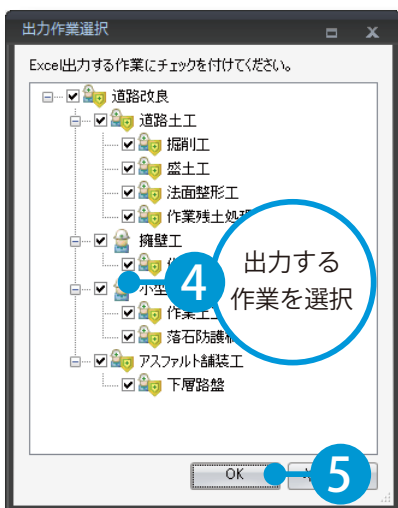 出力作業選択
Excel出力する作業にチェックを付けてください。
道路改良
道路土工
掘削工
盛土工
法面整形工
作業残土処
擁壁工
4
出力する
作業を選択
小型
作業土工
落石防護
アスファルト舗装工
下層路盤
OK
5